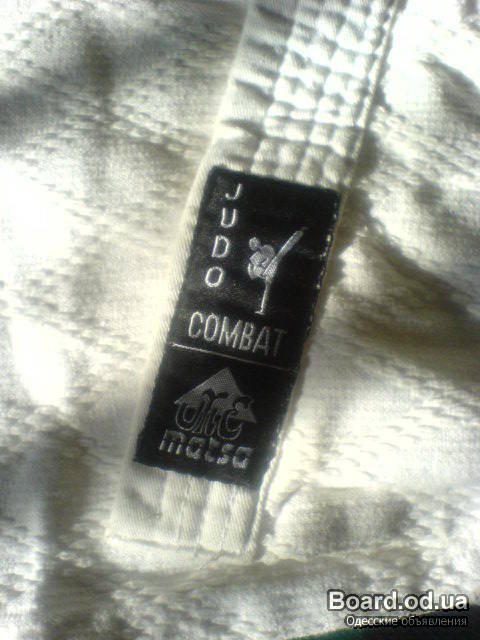 JUDO
COMBAT
MC
matsa
Board.od.ua
Одесские объявления